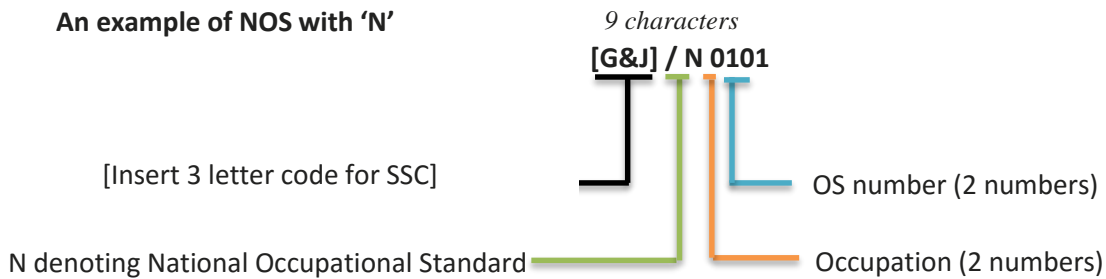 An example of NOS with ‘N’
9 characters
[G&J] / N 0101
[Insert 3 letter code for SSC]
OS number (2 numbers)
N denoting National Occupational Standard
Occupation (2 numbers)